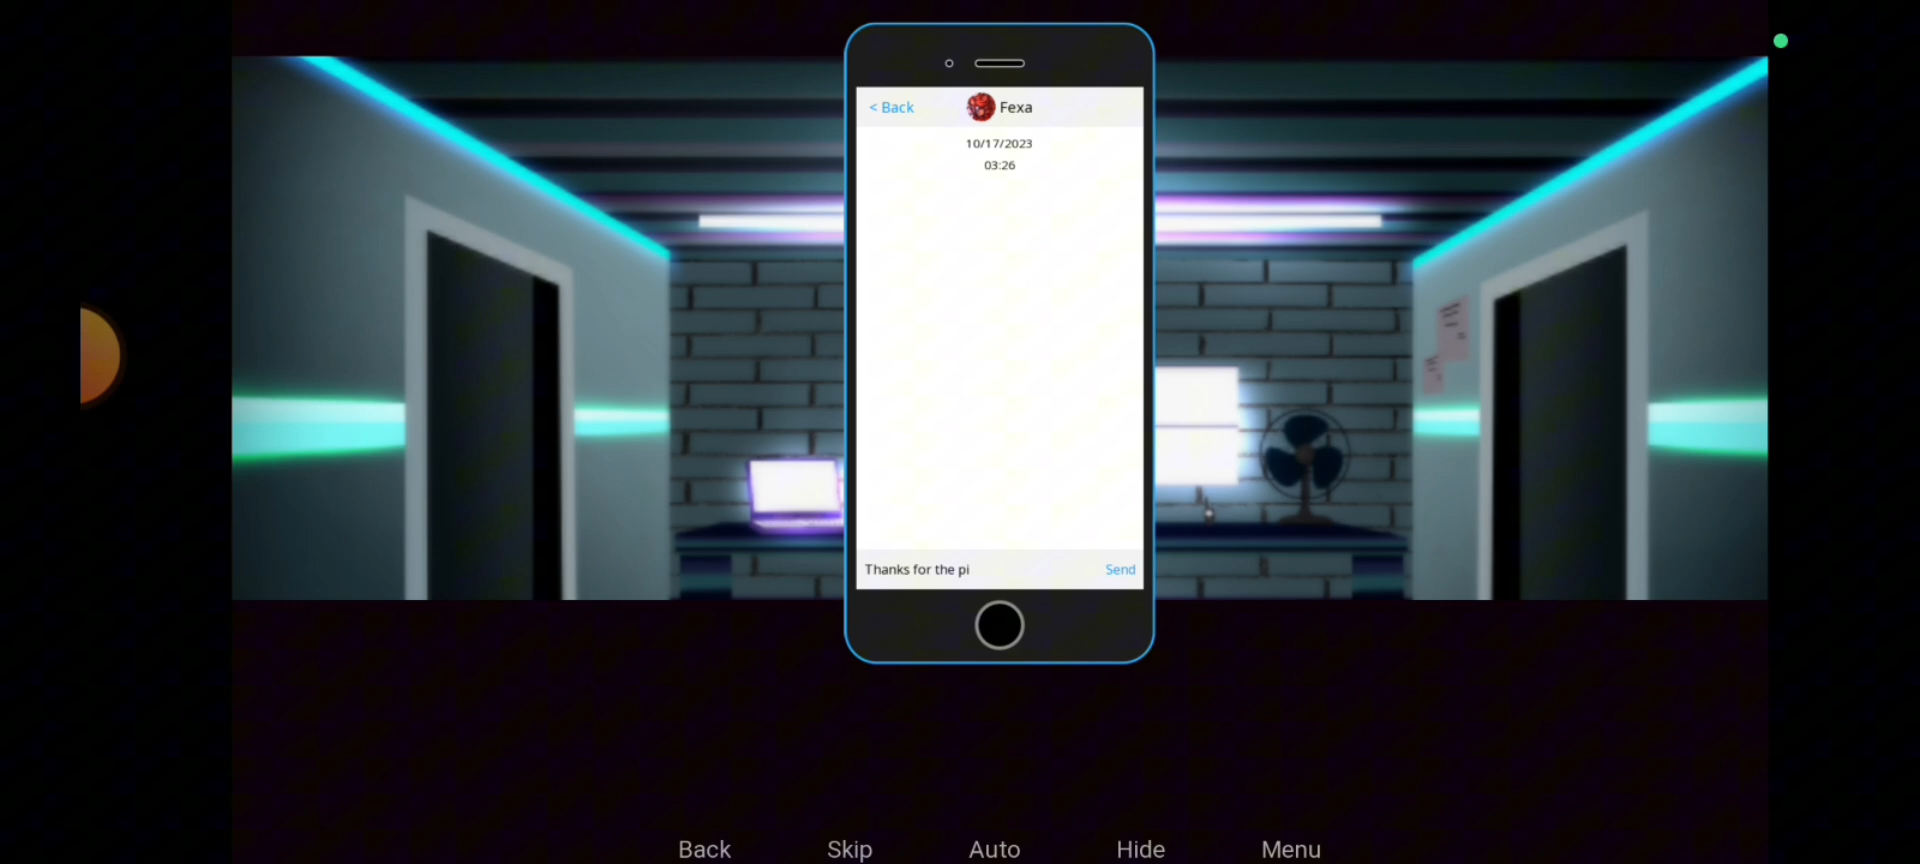 < Back Fexa
10/17/2023
03:26
Thanks for the pi Send
Back Skip Auto Hide Menu